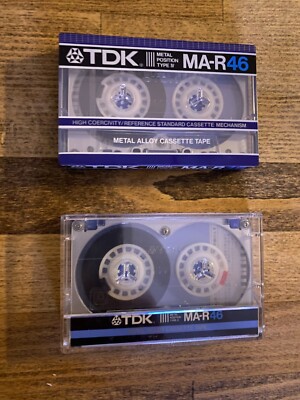 TDK METAL POSITION TYPE IV MA-R46
HIGH COERCIVITY/REFERENCE STANDARD CASSETTE MECHANISM
METAL ALLOY CASSETTE TAPE
MA-R
TDK MA-R46